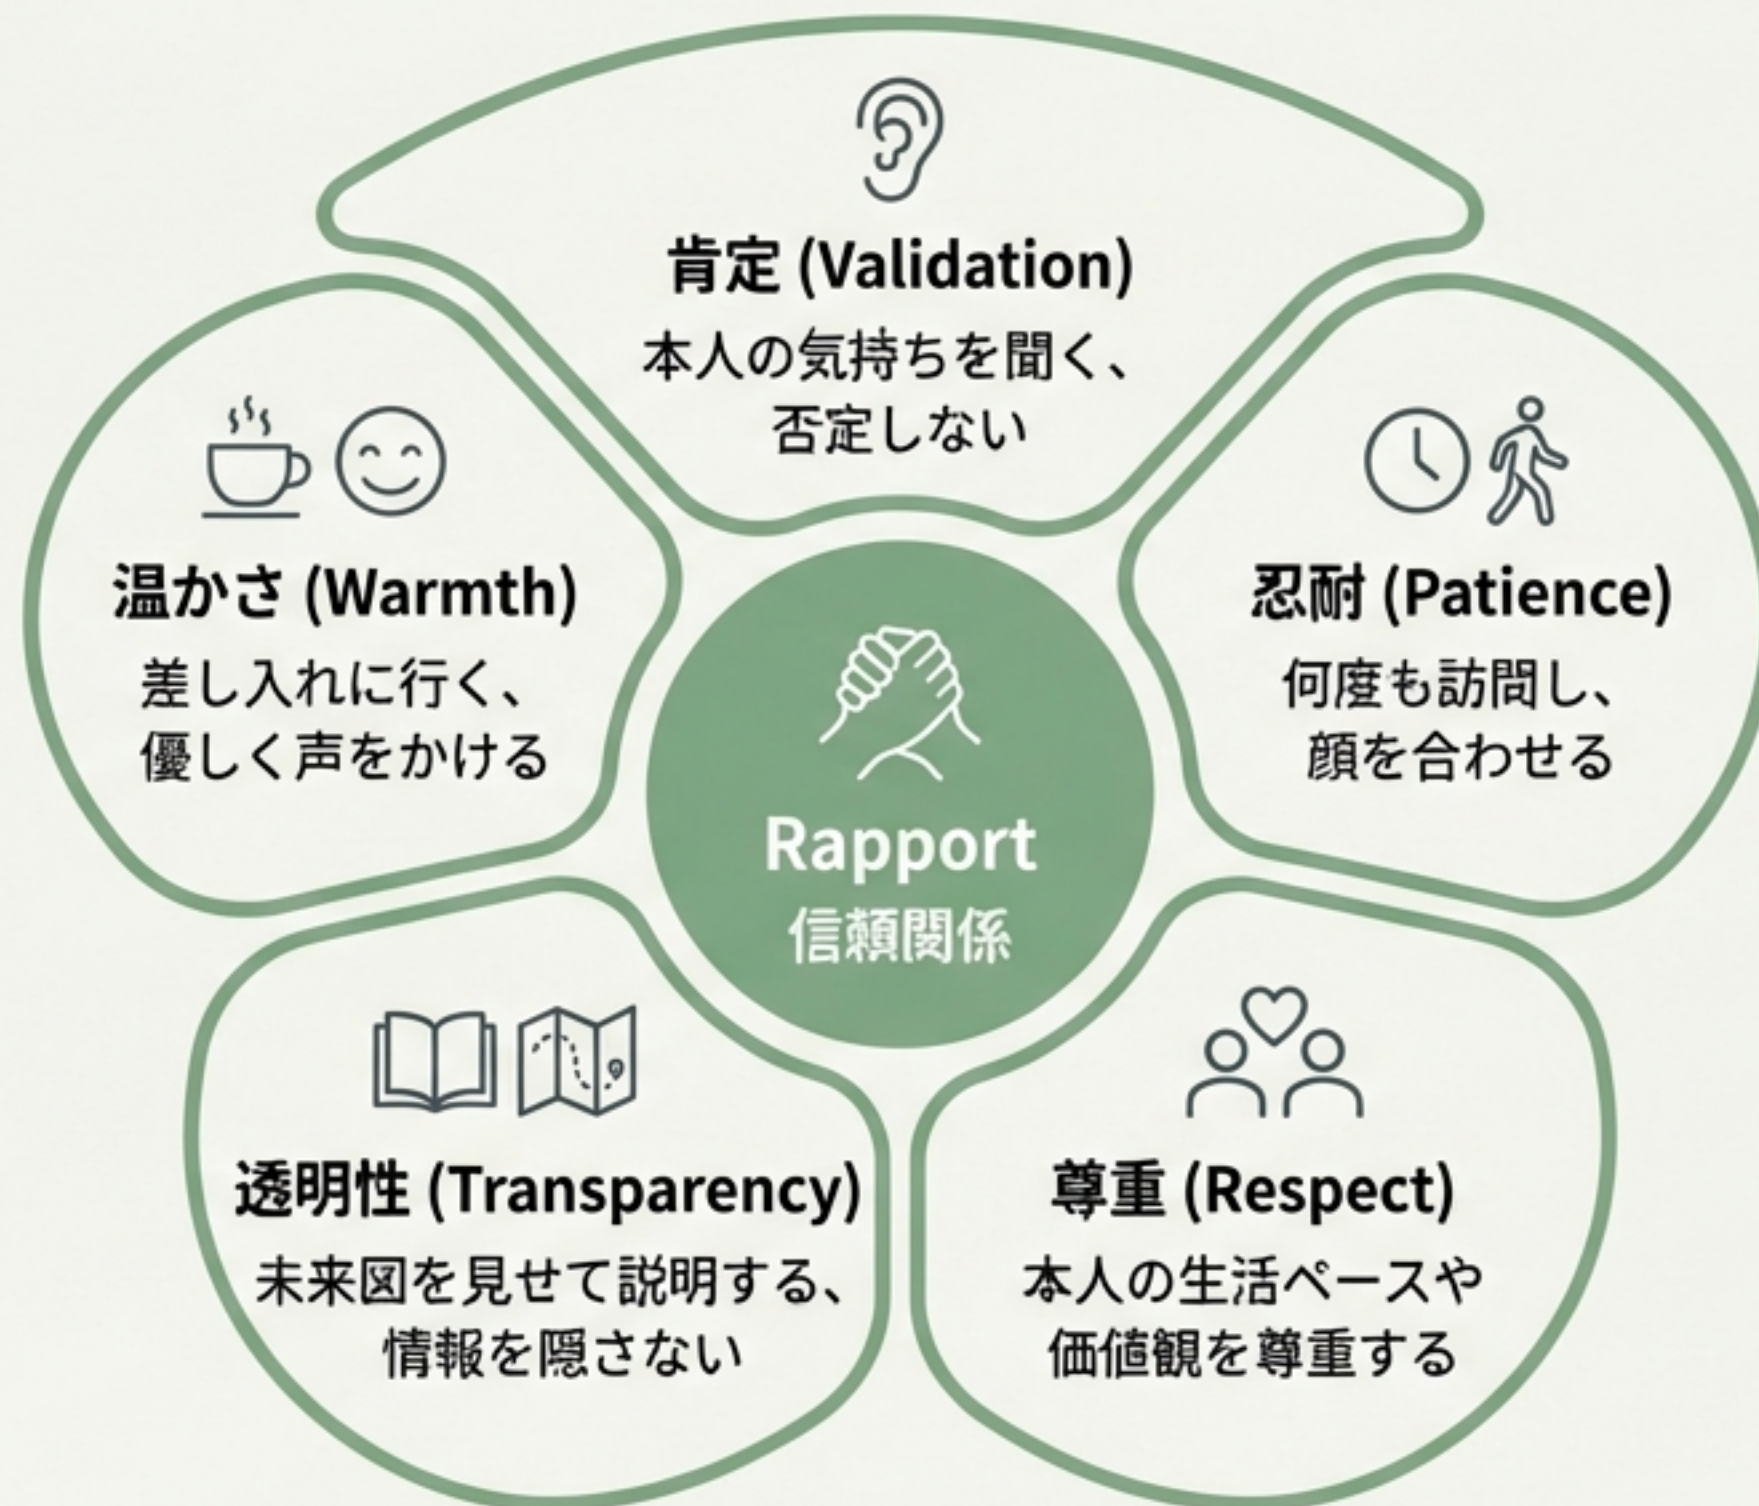 肯定 (Validation)
本人の気持ちを聞く、
否定しない
温かさ (Warmth)
差し入れに行く、
優しく声をかける
忍耐 (Patience)
何度も訪問し、
顔を合わせる
Rapport
信頼関係
透明性 (Transparency)
未来図を見せて説明する、
情報を隠さない
尊重 (Respect)
本人の生活ペースや
価値観を尊重する